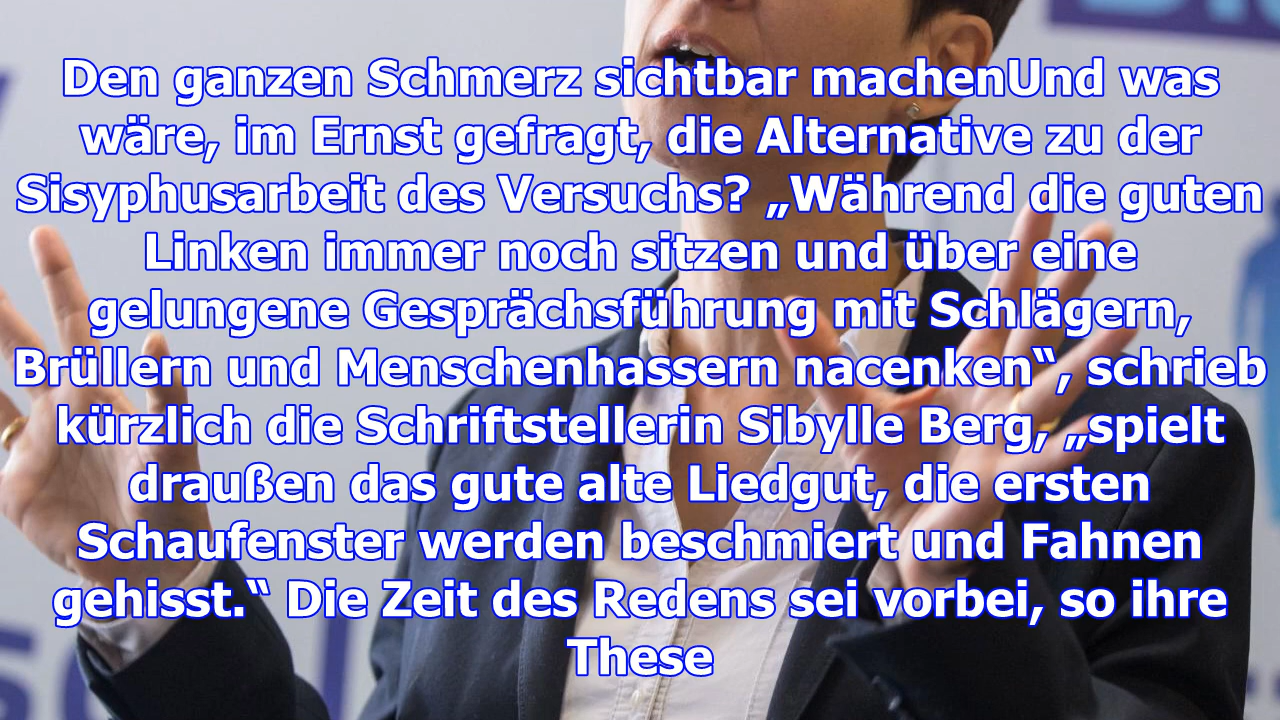 Den ganzen Schmerz sichtbar machenUnd was
wäre, im Ernst gefragt, die Alternative zu der
Sisyphusarbeit des Versuchs? „Während die guten
Linken immer noch sitzen und über eine
gelungene Gesprächsführung mit Schlägern,
Brüllern und Menschenhassern nacenken“, schrieb
kürzlich die Schriftstellerin Sibylle Berg, „spielt
draußen das gute alte Liedgut, die ersten
Schaufenster werden beschmiert und Fahnen
gehisst.“ Die Zeit des Redens sei vorbei, so ihre
These